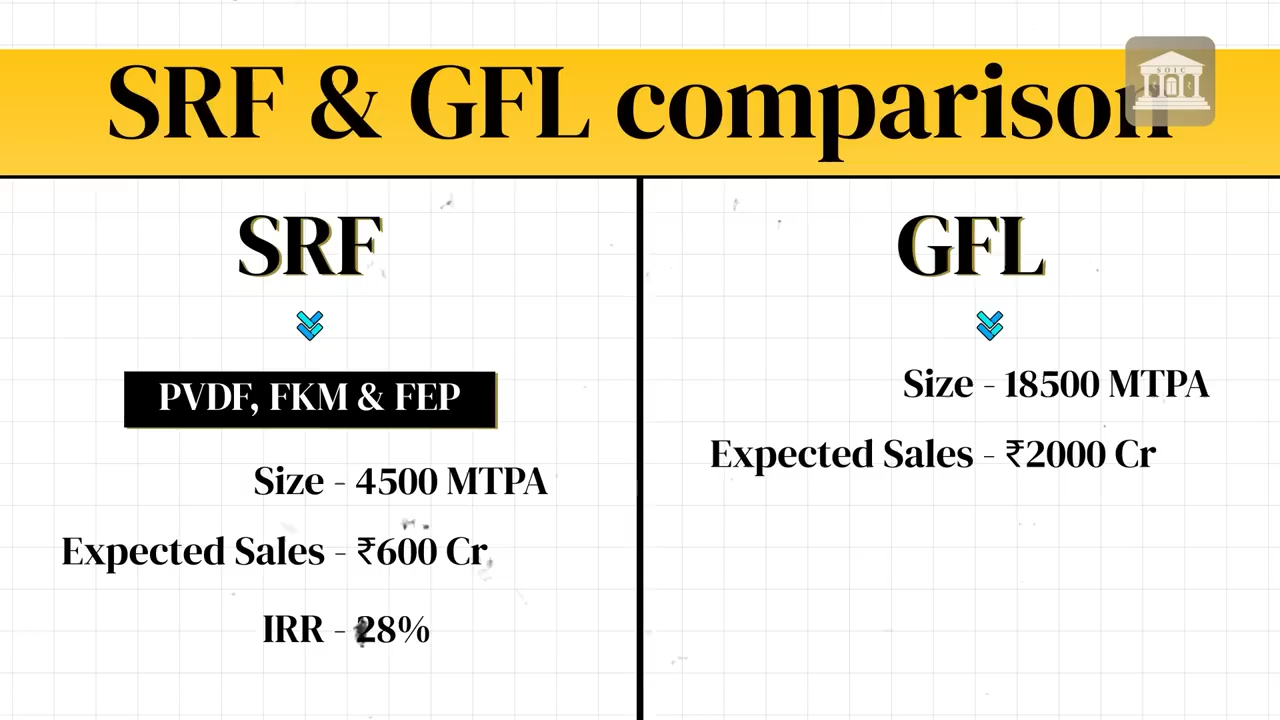 SRF & GFL comparison
SOIC
SRF
PVDF, FKM & FEP
Size - 4500 MTPA
Expected Sales - ₹600 Cr
IRR - 28%
GFL
Size - 18500 MTPA
Expected Sales - ₹2000 Cr